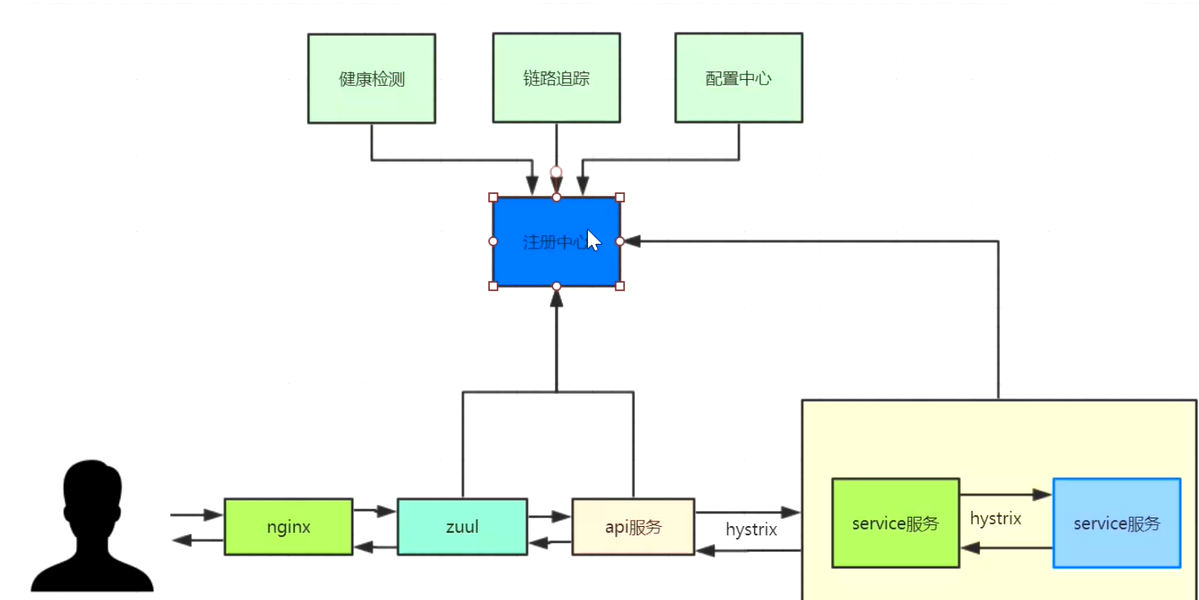 健康检测
链路追踪
配置中心
注册中心
nginx
zuul
api服务
hystrix
service服务
hystrix
service服务